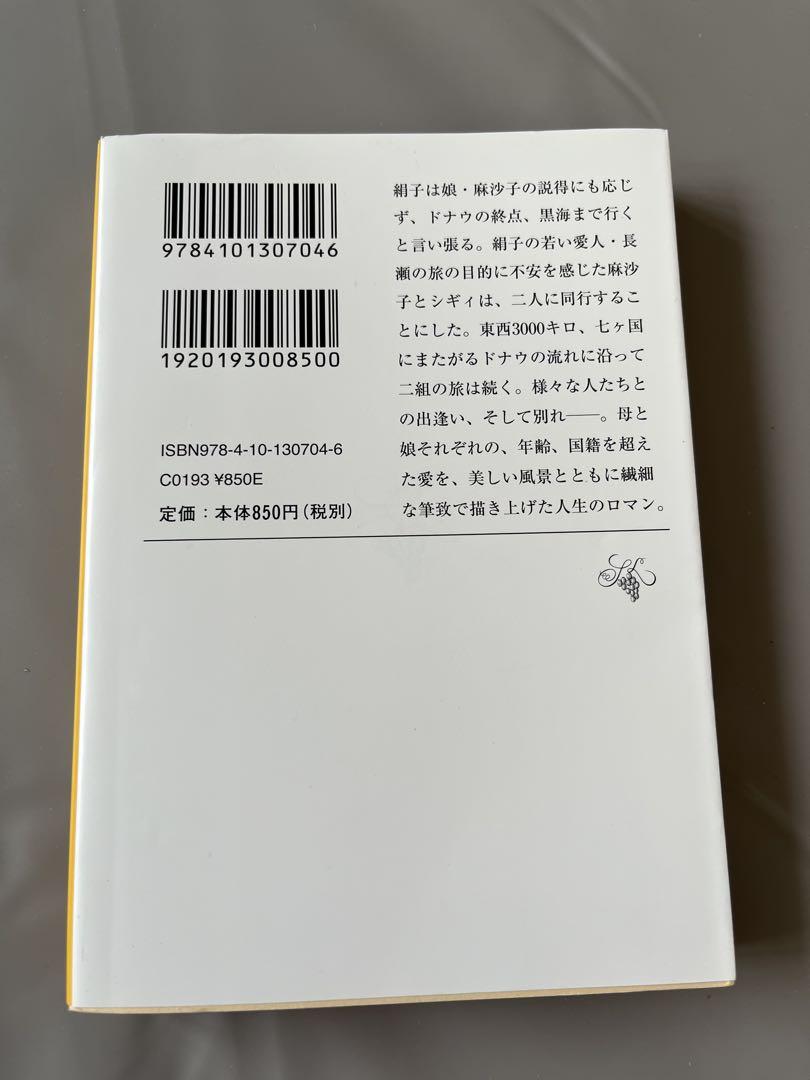 9784101307046
1920193008500
ISBN978-4-10-130704-6
C0193 ¥850E
定価：本体850円（税別）
絹子は娘・麻沙子の説得にも応じ
ず、ドナウの終点、黒海まで行く
と言い張る。絹子の若い愛人・長
瀬の旅の目的に不安を感じた麻沙
子とシギィは、二人に同行するこ
とにした。東西3000キロ、七ヶ国
にまたがるドナウの流れに沿って
二組の旅は続く。様々な人たちと
の出逢い、そして別れ――。母と
娘それぞれの、年齢、国籍を超え
た愛を、美しい風景とともに繊細
な筆致で描き上げた人生のロマン。